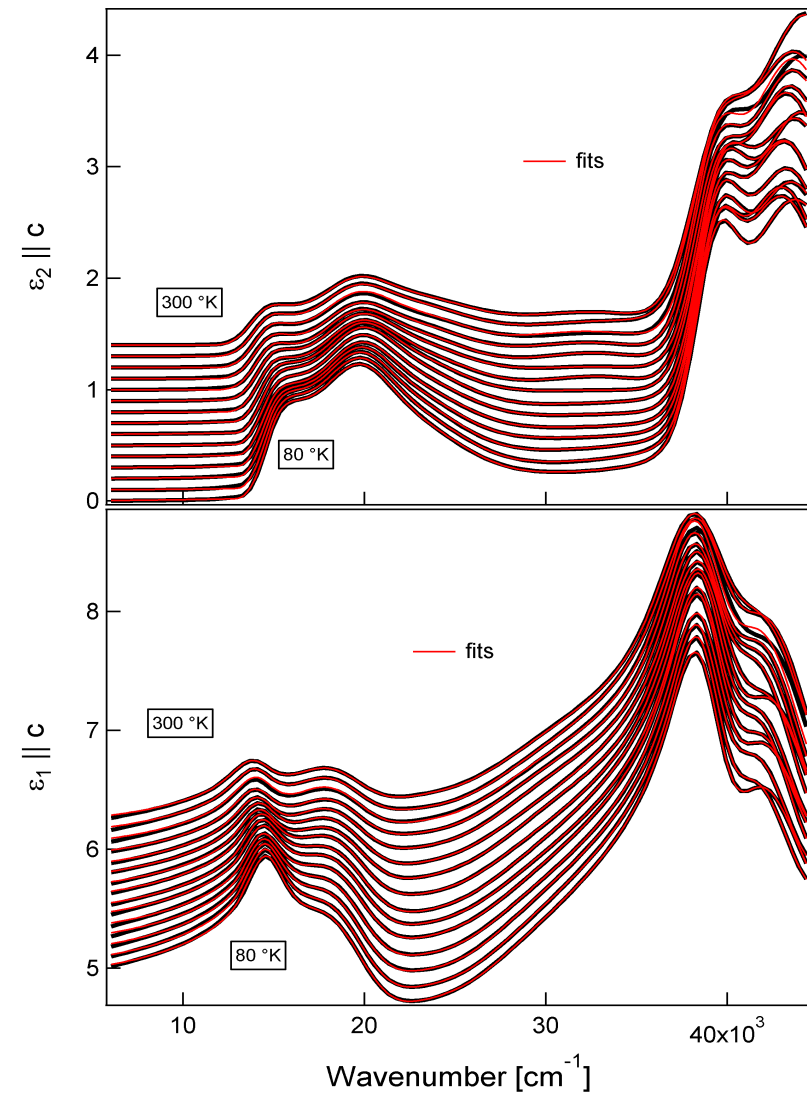 4
3
2
1
0
ε₂ || c
fits
300 °K
80 °K
8
7
6
5
ε₁ || c
fits
300 °K
80 °K
10 20 30 40x10³
Wavenumber [cm⁻¹]